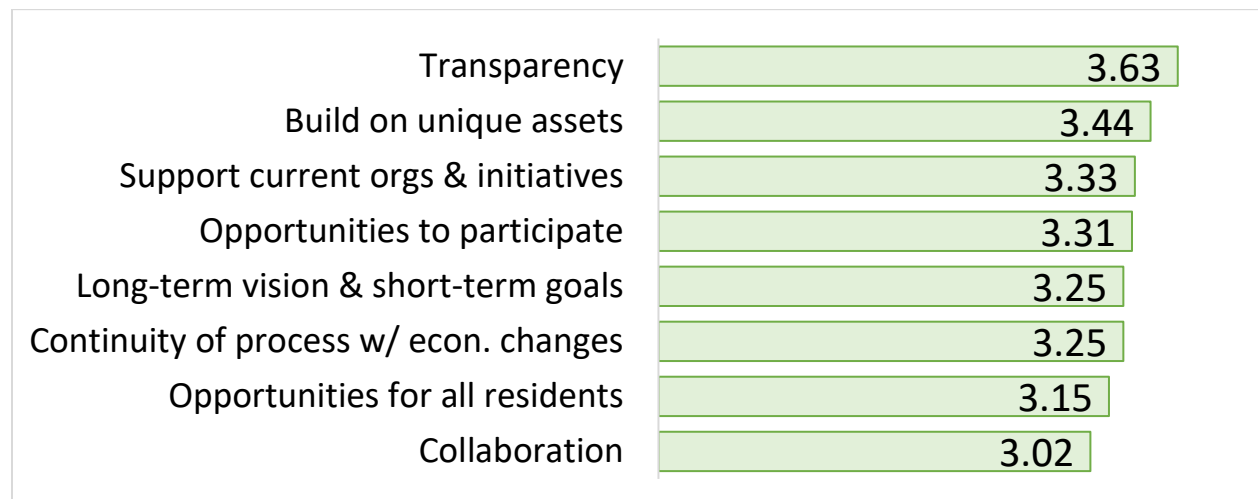 Transparency 3.63
Build on unique assets 3.44
Support current orgs & initiatives 3.33
Opportunities to participate 3.31
Long-term vision & short-term goals 3.25
Continuity of process w/ econ. changes 3.25
Opportunities for all residents 3.15
Collaboration 3.02